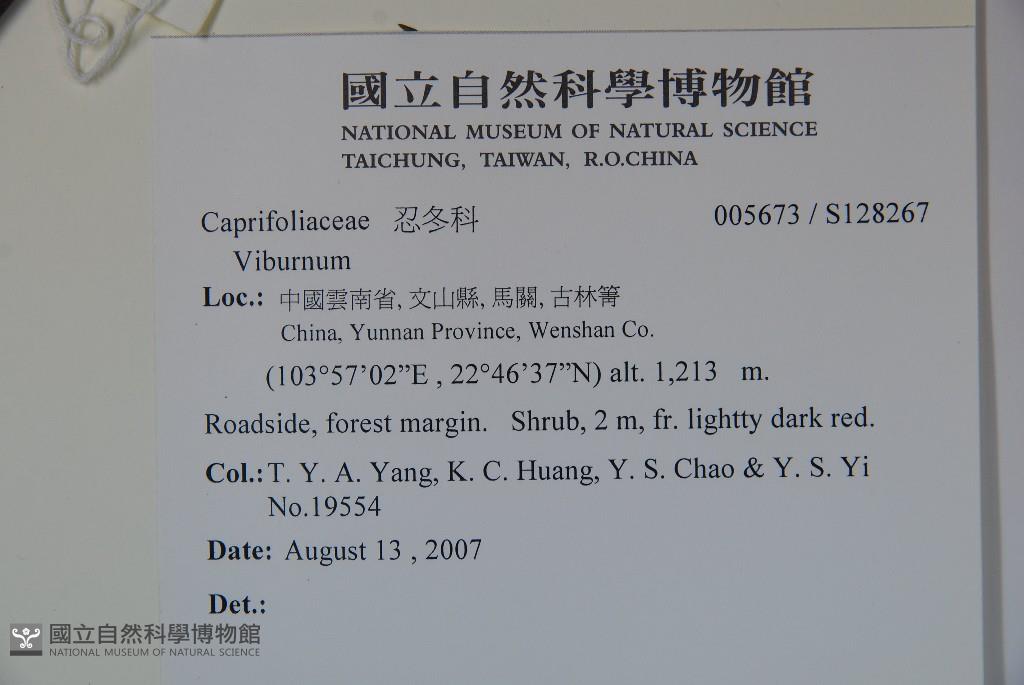 國立自然科學博物館
NATIONAL MUSEUM OF NATURAL SCIENCE
TAICHUNG, TAIWAN, R.O.CHINA
Caprifoliaceae 忍冬科 005673 / S128267
Viburnum
Loc.: 中國雲南省, 文山縣, 馬關, 古林箐
China, Yunnan Province, Wenshan Co.
(103°57’02”E , 22°46’37”N) alt. 1,213 m.
Roadside, forest margin. Shrub, 2 m, fr. lightty dark red.
Col.: T. Y. A. Yang, K. C. Huang, Y. S. Chao & Y. S. Yi
No.19554
Date: August 13 , 2007
Det.:
國立自然科學博物館
NATIONAL MUSEUM OF NATURAL SCIENCE